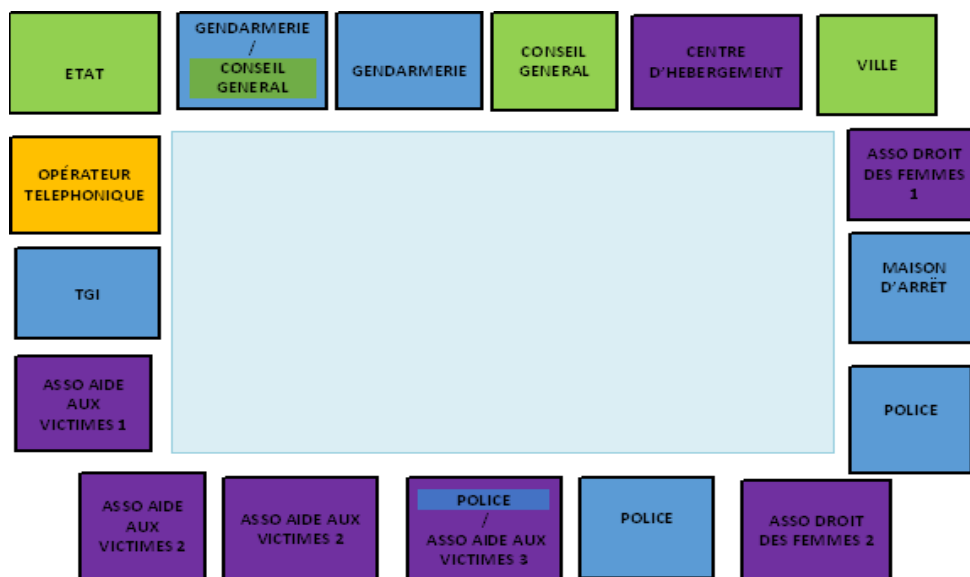 ETAT
GENDARMERIE
/
CONSEIL
GENERAL
GENDARMERIE
CONSEIL
GENERAL
CENTRE
D'HEBERGEMENT
VILLE
OPÉRATEUR
TELEPHONIQUE
ASSO DROIT
DES FEMMES
1
TGI
MAISON
D'ARRËT
ASSO AIDE
AUX
VICTIMES 1
POLICE
ASSO AIDE
AUX
VICTIMES 2
ASSO AIDE AUX
VICTIMES 2
POLICE
/
ASSO AIDE AUX
VICTIMES 3
POLICE
ASSO DROIT
DES FEMMES 2